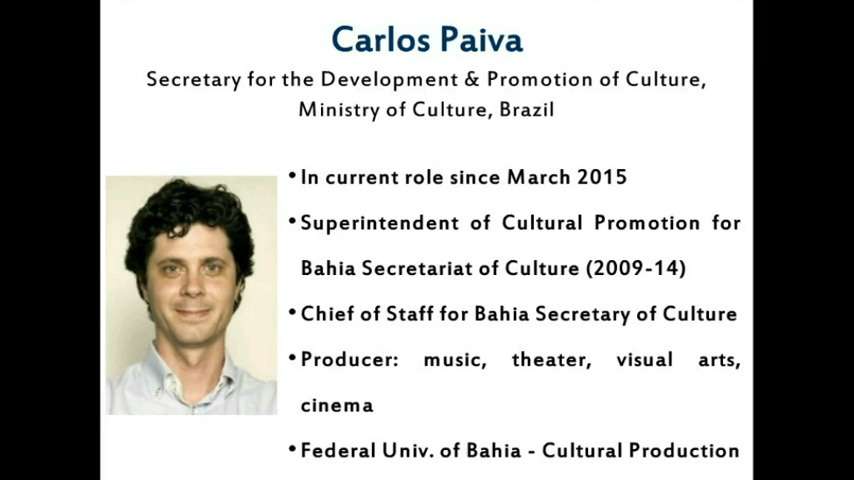 Carlos Paiva
Secretary for the Development & Promotion of Culture,
Ministry of Culture, Brazil
• In current role since March 2015
• Superintendent of Cultural Promotion for
Bahia Secretariat of Culture (2009-14)
• Chief of Staff for Bahia Secretary of Culture
• Producer: music, theater, visual arts,
cinema
• Federal Univ. of Bahia - Cultural Production